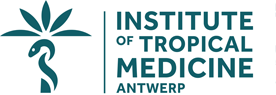 INSTITUTE
OF TROPICAL
MEDICINE
ANTWERP